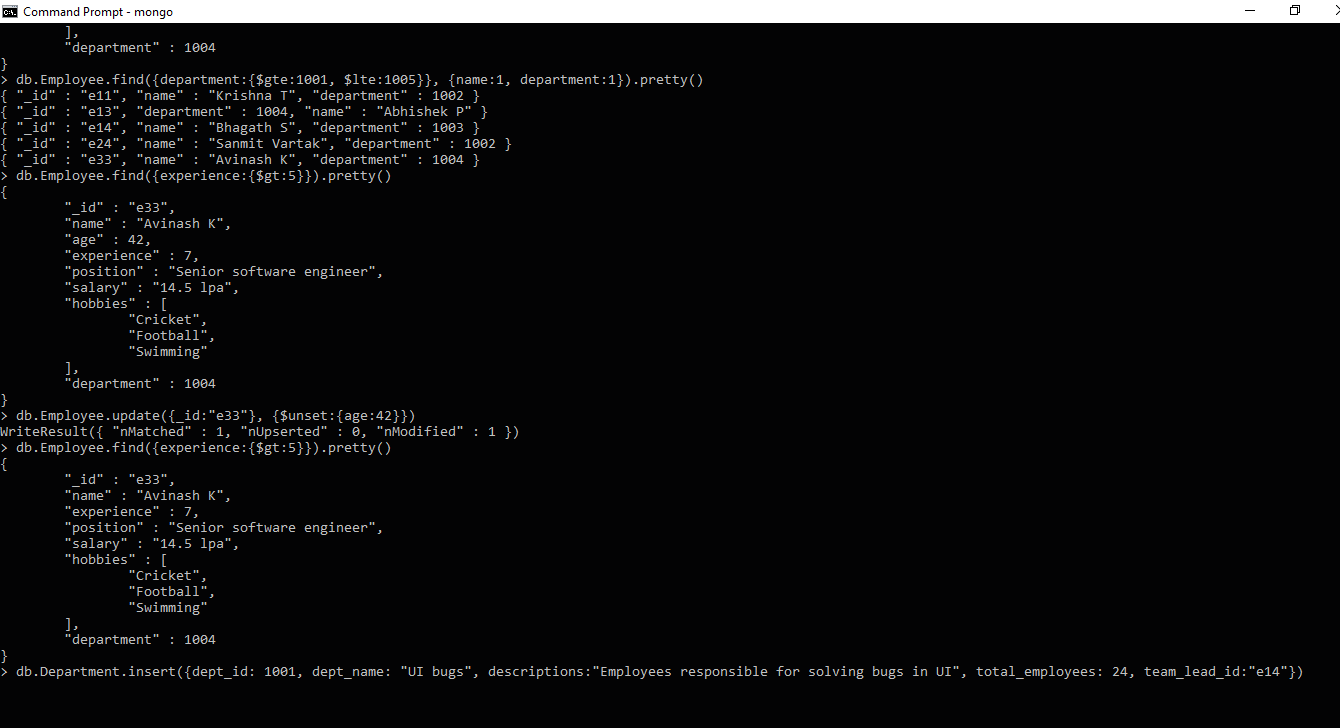 Command Prompt - mongo
        ],
        "department" : 1004
}
> db.Employee.find({department:{$gte:1001, $lte:1005}}, {name:1, department:1}).pretty()
{ "_id" : "e11", "name" : "Krishna T", "department" : 1002 }
{ "_id" : "e13", "department" : 1004, "name" : "Abhishek P" }
{ "_id" : "e14", "name" : "Bhagath S", "department" : 1003 }
{ "_id" : "e24", "name" : "Sanmit Vartak", "department" : 1002 }
{ "_id" : "e33", "name" : "Avinash K", "department" : 1004 }
> db.Employee.find({experience:{$gt:5}}).pretty()
{
        "_id" : "e33",
        "name" : "Avinash K",
        "age" : 42,
        "experience" : 7,
        "position" : "Senior software engineer",
        "salary" : "14.5 lpa",
        "hobbies" : [
                "Cricket",
                "Football",
                "Swimming"
        ],
        "department" : 1004
}
> db.Employee.update({_id:"e33"}, {$unset:{age:42}})
WriteResult({ "nMatched" : 1, "nUpserted" : 0, "nModified" : 1 })
> db.Employee.find({experience:{$gt:5}}).pretty()
{
        "_id" : "e33",
        "name" : "Avinash K",
        "experience" : 7,
        "position" : "Senior software engineer",
        "salary" : "14.5 lpa",
        "hobbies" : [
                "Cricket",
                "Football",
                "Swimming"
        ],
        "department" : 1004
}
> db.Department.insert({dept_id: 1001, dept_name: "UI bugs", descriptions:"Employees responsible for solving bugs in UI", total_employees: 24, team_lead_id:"e14"})